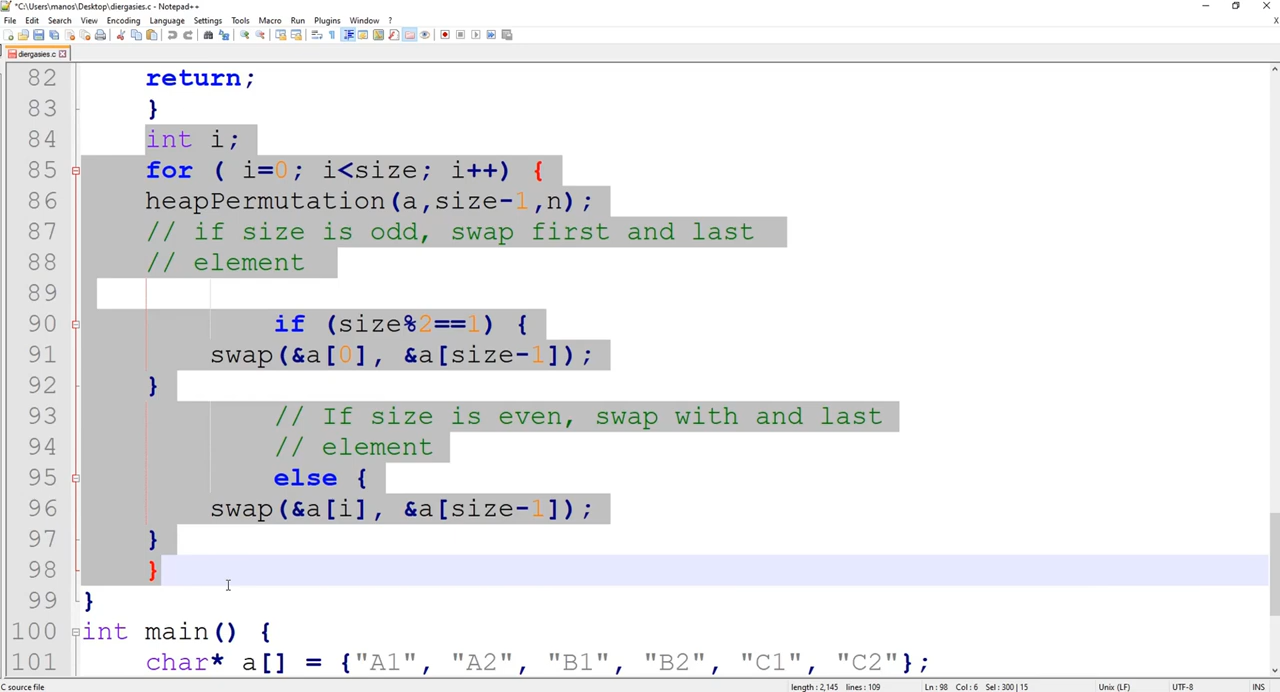 *C:\Users\manos\Desktop\diergasies.c - Notepad++
File Edit Search View Encoding Language Settings Tools Macro Run Plugins Window ?
X
diergasies.c
82 return;
83 }
84 int i;
85 for ( i=0; i<size; i++) {
86 heapPermutation(a,size-1,n);
87 // if size is odd, swap first and last
88 // element
89
90 if (size%2==1) {
91 swap(&a[0], &a[size-1]);
92 }
93 // If size is even, swap with and last
94 // element
95 else {
96 swap(&a[i], &a[size-1]);
97 }
98 }
99 }
100 int main() {
101 char* a[] = {"A1", "A2", "B1", "B2", "C1", "C2"};
C source file length : 2,145 lines : 109 Ln : 98 Col : 6 Sel : 300 | 15 Unix (LF) UTF-8 INS